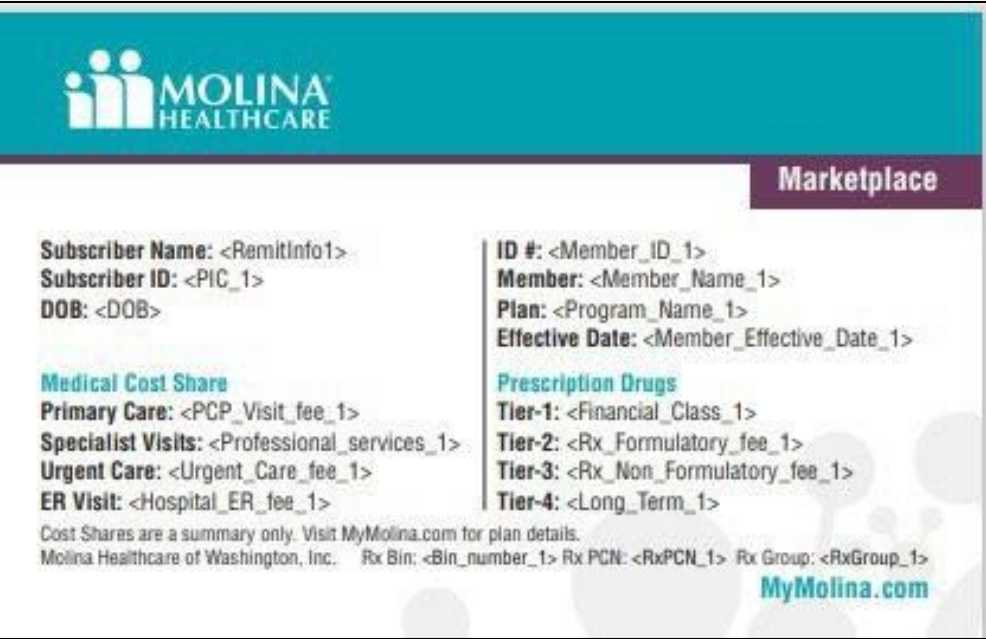 MOLINA
HEALTHCARE
Marketplace
Subscriber Name: <RemitInfo1>
Subscriber ID: <PIC_1>
DOB: <DOB>
ID #: <Member_ID_1>
Member: <Member_Name_1>
Plan: <Program_Name_1>
Effective Date: <Member_Effective_Date_1>
Medical Cost Share
Primary Care: <PCP_Visit_fee_1>
Specialist Visits: <Professional_services_1>
Urgent Care: <Urgent_Care_fee_1>
ER Visit: <Hospital_ER_fee_1>
Prescription Drugs
Tier-1: <Financial_Class_1>
Tier-2: <Rx_Formulatory_fee_1>
Tier-3: <Rx_Non_Formulatory_fee_1>
Tier-4: <Long_Term_1>
Cost Shares are a summary only. Visit MyMolina.com for plan details.
Molina Healthcare of Washington, Inc. Rx Bin: <Bin_number_1> Rx PCN: <RxPCN_1> Rx Group: <RxGroup_1>
MyMolina.com